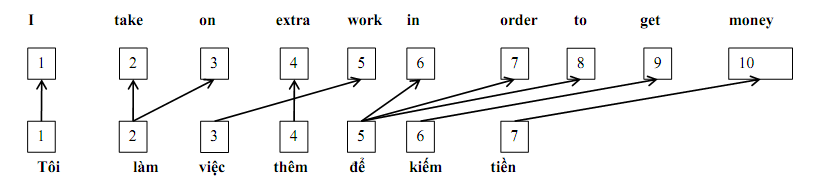 I take on extra work in order to get money
1 2 3 4 5 6 7 8 9 10
1 2 3 4 5 6 7
Tôi làm việc thêm để kiếm tiền